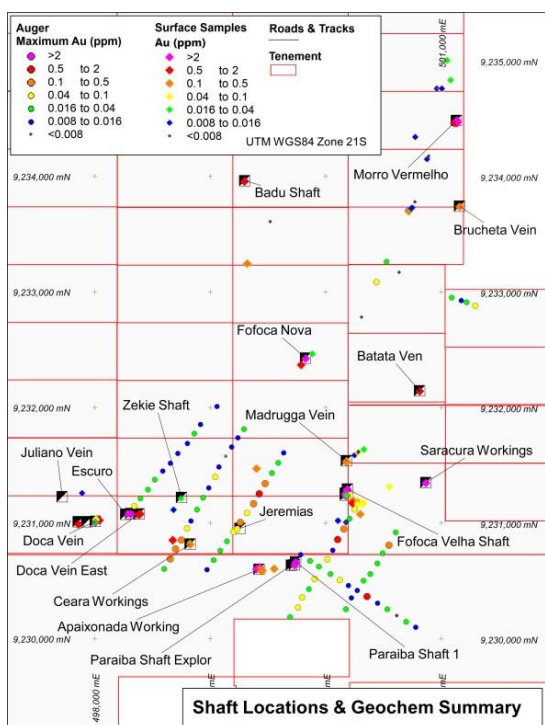 Auger
Maximum Au (ppm)
>2
0.5 to 2
0.1 to 0.5
0.04 to 0.1
0.016 to 0.04
0.008 to 0.016
<0.008
Surface Samples
Au (ppm)
>2
0.5 to 2
0.1 to 0.5
0.04 to 0.1
0.016 to 0.04
0.008 to 0.016
<0.008
Roads & Tracks
Tenement
UTM WGS84 Zone 21S
501,000 mE
9,235,000 mN
9,234,000 mN
9,234,000 mN
Morro Vermelho
Badu Shaft
Brucheta Vein
9,233,000 mN
9,233,000 mN
Fofoca Nova
Batata Ven
9,232,000 mN
9,232,000 mN
Zekie Shaft
Madrugga Vein
Juliano Vein
Escuro
Saracura Workings
9,231,000 mN
9,231,000 mN
Jeremias
Doca Vein
Fofoca Velha Shaft
Doca Vein East
Ceara Workings
Apaixonada Working
Paraiba Shaft Explor
Paraiba Shaft 1
9,230,000 mN
9,230,000 mN
498,000 mE
mE
mE
Shaft Locations & Geochem Summary